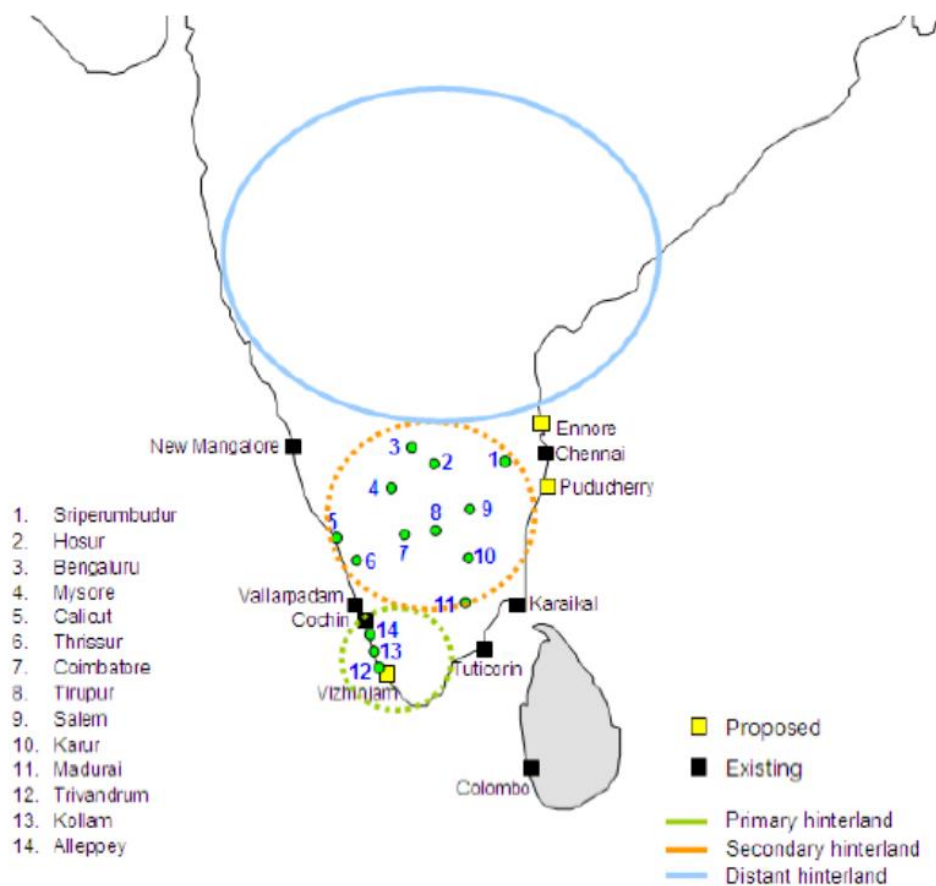 Ennore
New Mangalore
Chennai
3
2
1
Puducherry
4
9
8
5
7
10
6
1. Sriperumbudur
2. Hosur
3. Bengaluru
4. Mysore
5. Calicut
6. Thrissur
7. Coimbatore
8. Tirupur
9. Salem
10. Karur
11. Madurai
12. Trivandrum
13. Kollam
14. Alleppey
Vallarpadam
11
Karaikal
Cochin
14
13
Tuticorin
12
Vizhinjam
Colombo
Proposed
Existing
Primary hinterland
Secondary hinterland
Distant hinterland